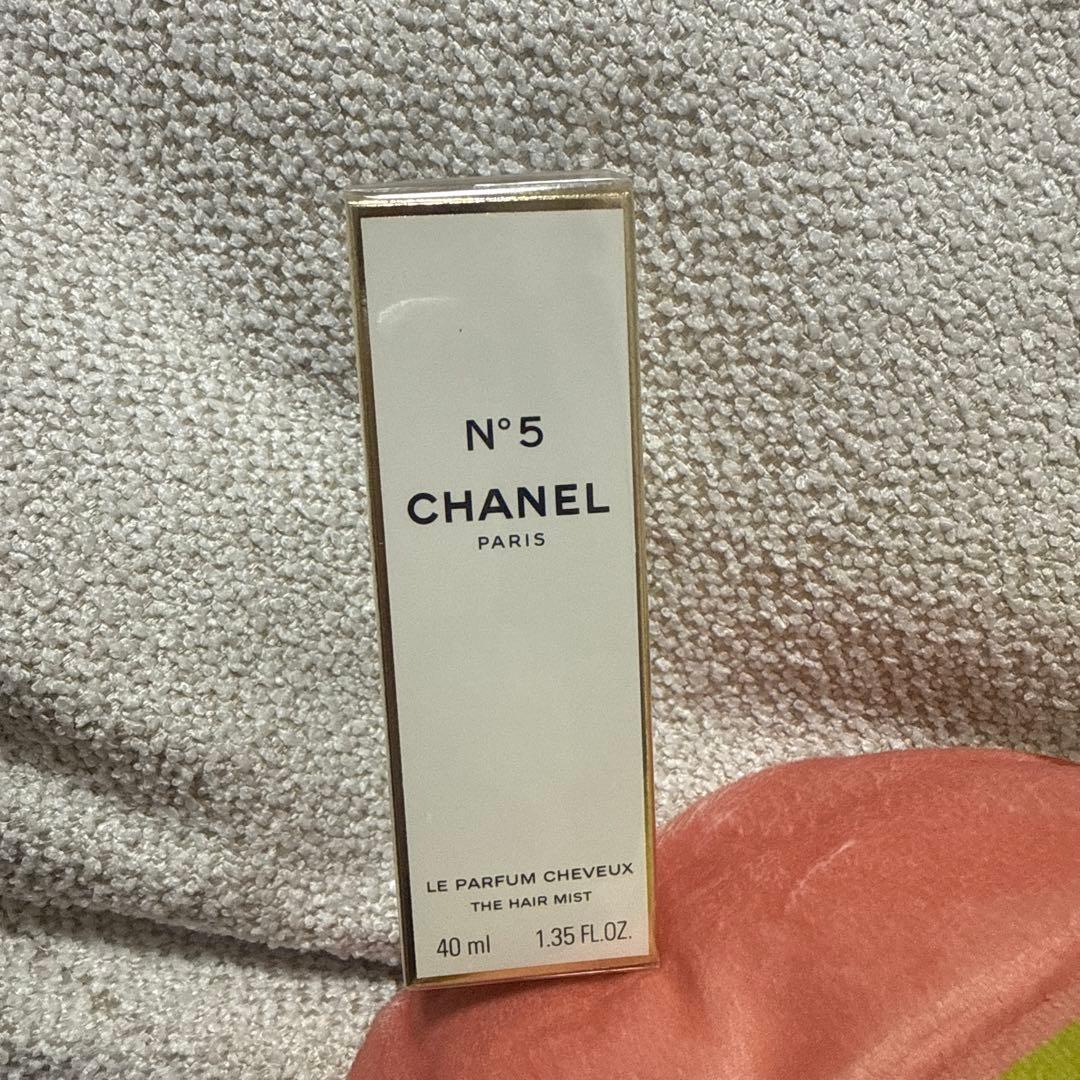 N°5
CHANEL
PARIS
LE PARFUM CHEVEUX
THE HAIR MIST
40 ml 1.35 FL.OZ.